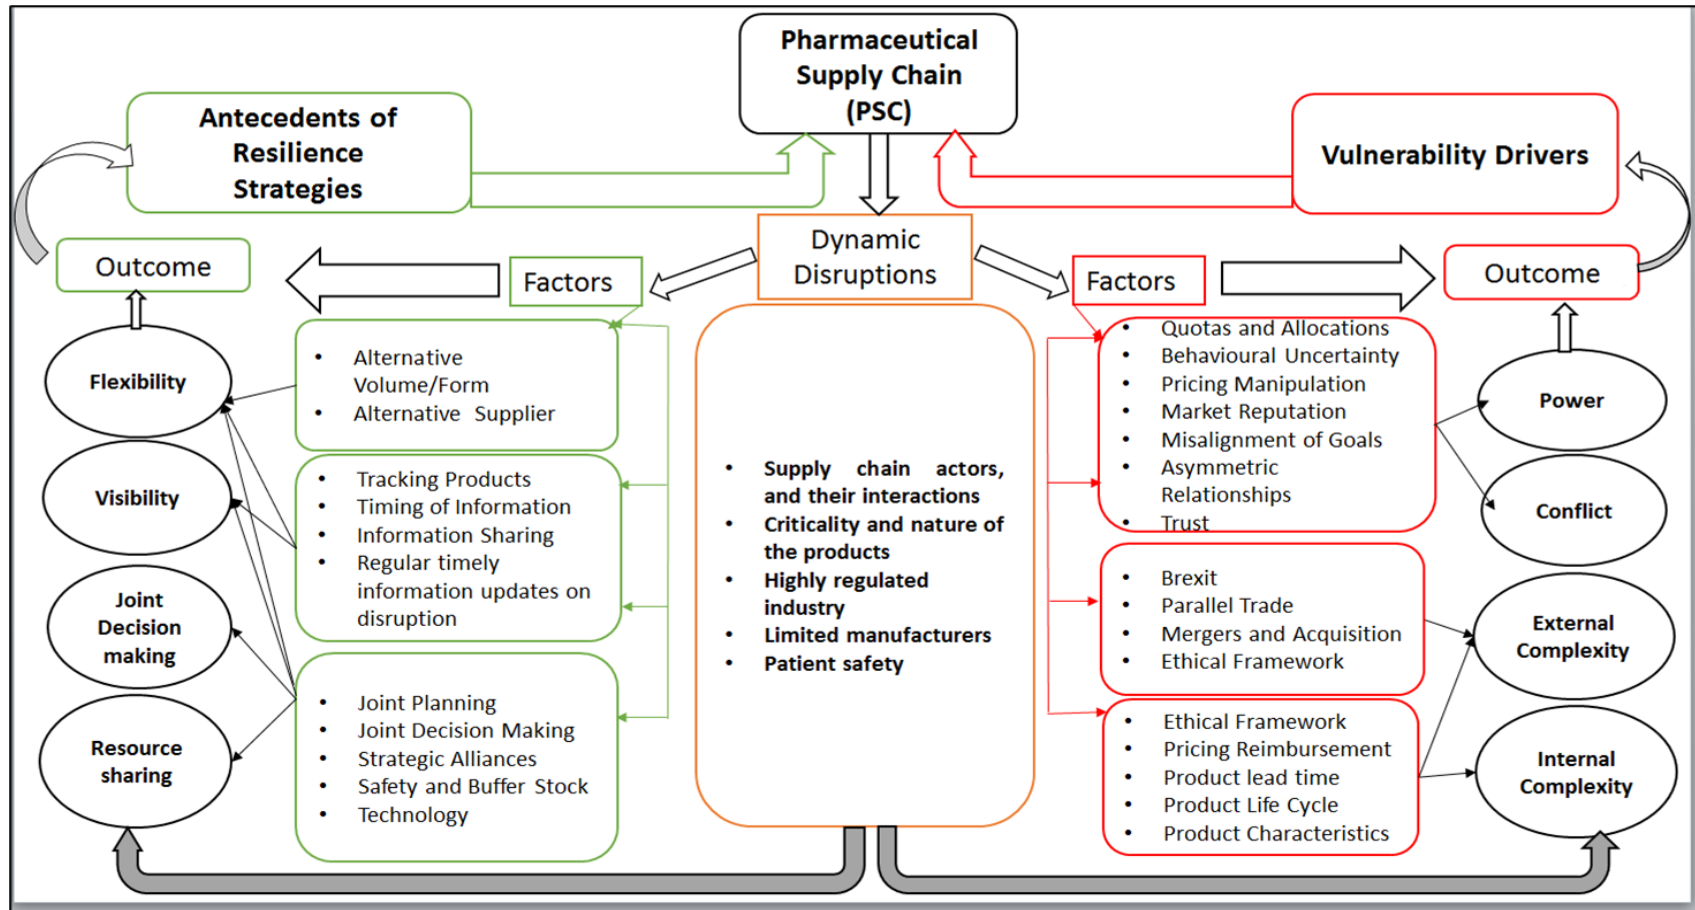 Pharmaceutical
Supply Chain
(PSC)
Antecedents of
Resilience
Strategies
Vulnerability Drivers
Dynamic
Disruptions
Outcome
Factors
Factors
Outcome
Flexibility
Visibility
Joint
Decision
making
Resource
sharing
• Alternative
Volume/Form
• Alternative Supplier
• Tracking Products
• Timing of Information
• Information Sharing
• Regular timely
information updates on
disruption
• Joint Planning
• Joint Decision Making
• Strategic Alliances
• Safety and Buffer Stock
• Technology
• Supply chain actors,
and their interactions
• Criticality and nature of
the products
• Highly regulated
industry
• Limited manufacturers
• Patient safety
• Quotas and Allocations
• Behavioural Uncertainty
• Pricing Manipulation
• Market Reputation
• Misalignment of Goals
• Asymmetric
Relationships
• Trust
• Brexit
• Parallel Trade
• Mergers and Acquisition
• Ethical Framework
• Ethical Framework
• Pricing Reimbursement
• Product lead time
• Product Life Cycle
• Product Characteristics
Power
Conflict
External
Complexity
Internal
Complexity